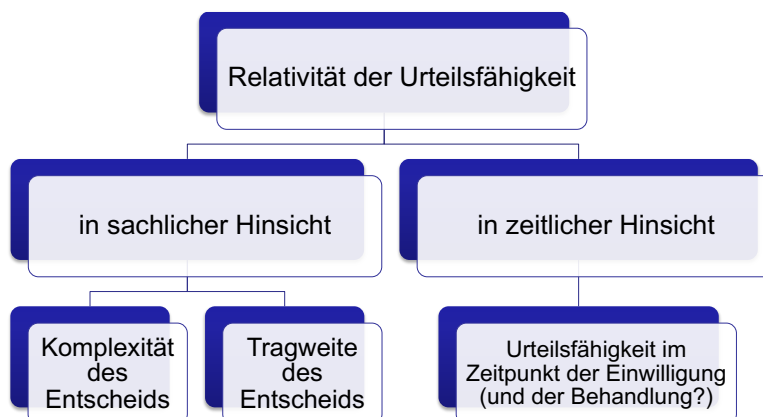 Relativität der Urteilsfähigkeit
in sachlicher Hinsicht
in zeitlicher Hinsicht
Komplexität
des
Entscheids
Tragweite
des
Entscheids
Urteilsfähigkeit im
Zeitpunkt der Einwilligung
(und der Behandlung?)